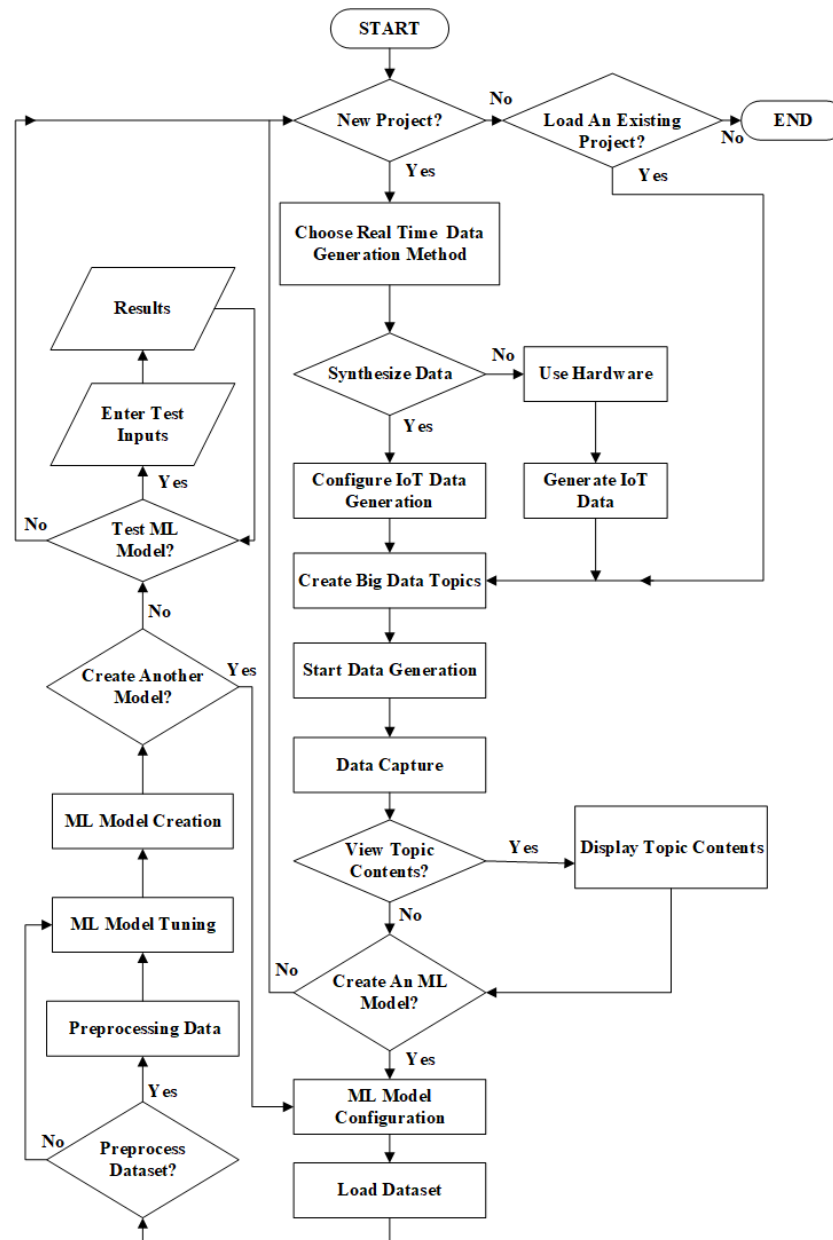 START
New Project?
No
Load An Existing
Project?
No
END
Yes
Yes
Choose Real Time Data
Generation Method
Results
Synthesize Data
No
Use Hardware
Enter Test
Inputs
Yes
Configure IoT Data
Generation
Generate IoT
Data
Yes
No
Test ML
Model?
Create Big Data Topics
No
Create Another
Model?
Yes
Start Data Generation
Data Capture
ML Model Creation
View Topic
Contents?
Yes
Display Topic Contents
ML Model Tuning
No
No
Create An ML
Model?
Preprocessing Data
Yes
Yes
ML Model
Configuration
No
Preprocess
Dataset?
Load Dataset